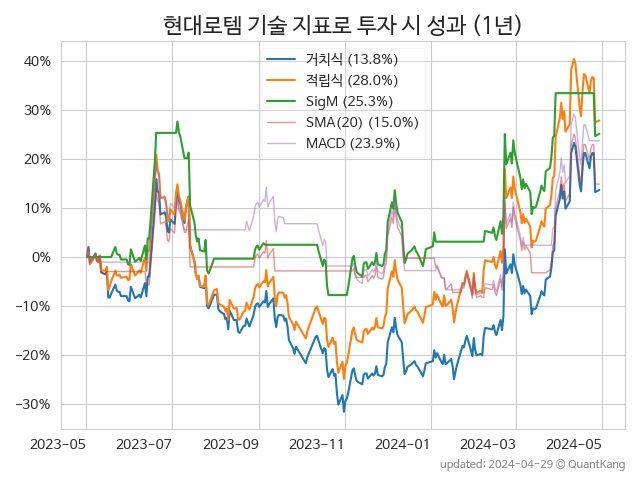 현대로템 기술 지표로 투자 시 성과 (1년)
거치식 (13.8%)
적립식 (28.0%)
SigM (25.3%)
SMA(20) (15.0%)
MACD (23.9%)
40%
30%
20%
10%
0%
−10%
−20%
−30%
2023-05 2023-07 2023-09 2023-11 2024-01 2024-03 2024-05
updated: 2024-04-29 © QuantKang